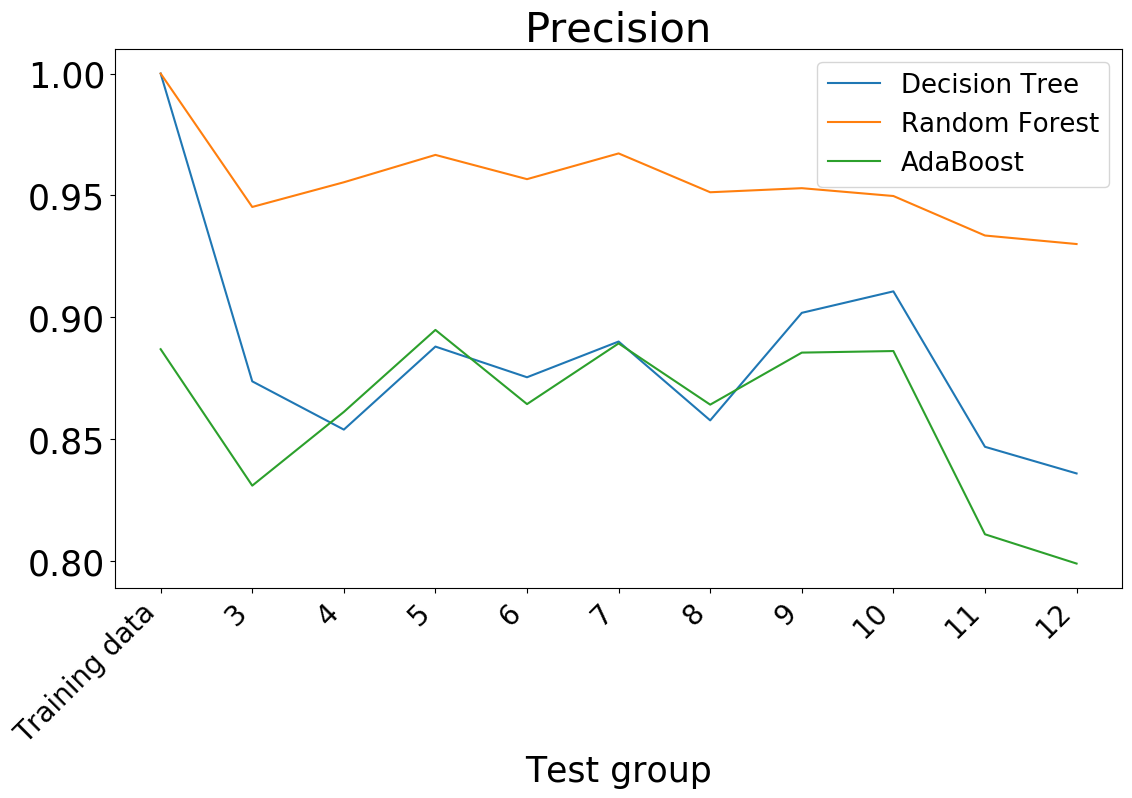 Precision
1.00
0.95
0.90
0.85
0.80
Decision Tree
Random Forest
AdaBoost
Training data
3
4
5
6
7
8
9
10
11
12
Test group